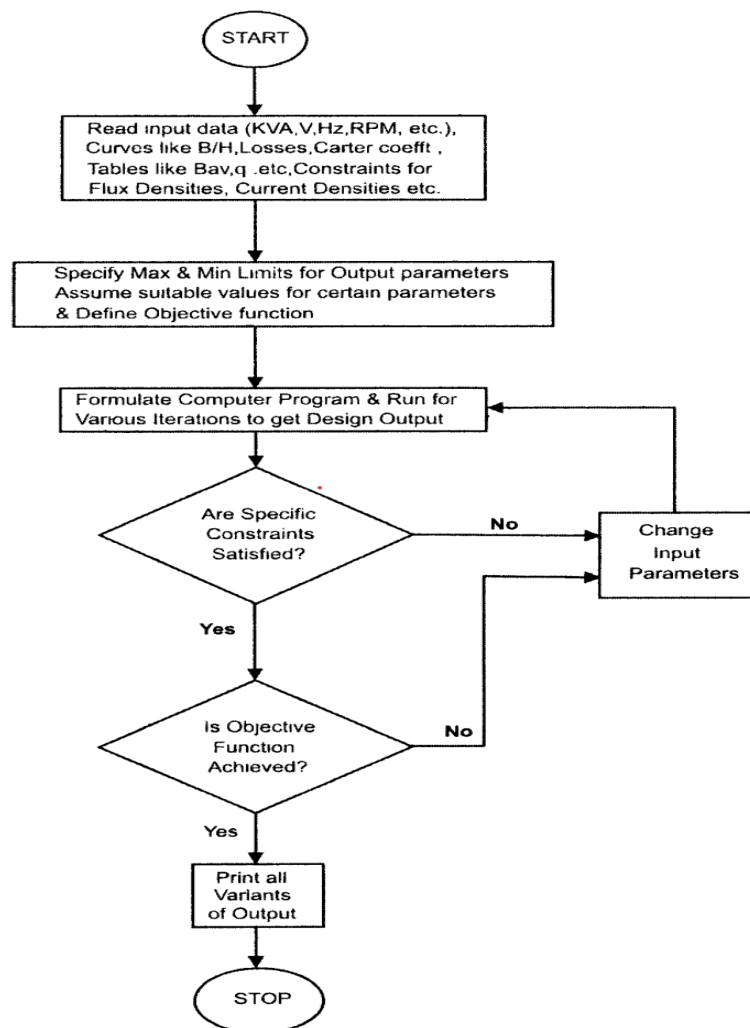 START
Read input data (KVA,V,Hz,RPM, etc.),
Curves like B/H,Losses,Carter coefft ,
Tables like Bav,q .etc,Constraints for
Flux Densities, Current Densities etc.
Specify Max & Min Limits for Output parameters
Assume suitable values for certain parameters
& Define Objective function
Formulate Computer Program & Run for
Various Iterations to get Design Output
Are Specific
Constraints
Satisfied?
No
Change
Input
Parameters
Yes
Is Objective
Function
Achieved?
No
Yes
Print all
Variants
of Output
STOP